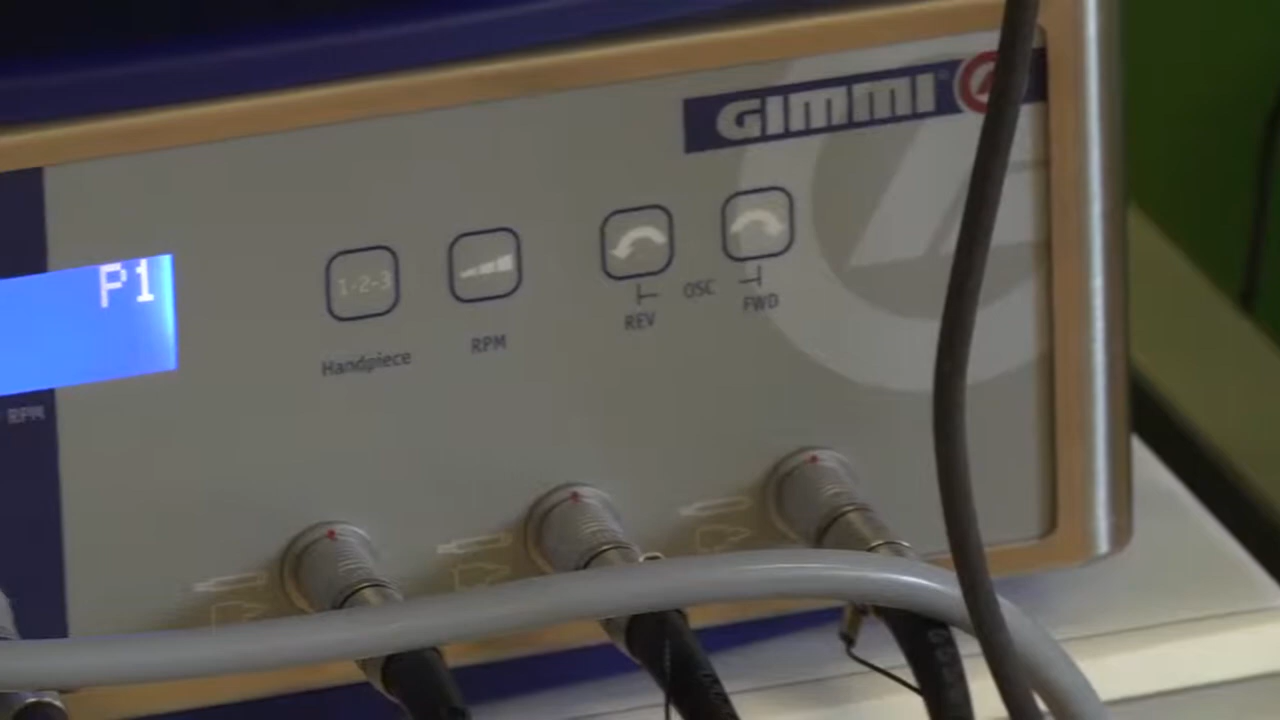 GIMMI
P1
1-2-3
Handpiece
RPM
REV
OSC
FWD
RPM